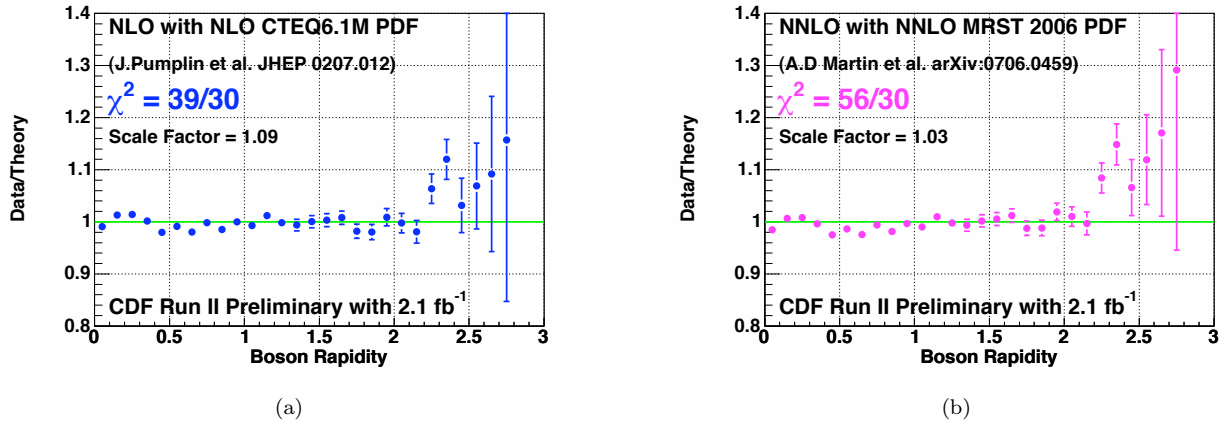 NLO with NLO CTEQ6.1M PDF
(J.Pumplin et al. JHEP 0207.012)
χ² = 39/30
Scale Factor = 1.09
CDF Run II Preliminary with 2.1 fb⁻¹
Data/Theory
1.4
1.3
1.2
1.1
1
0.9
0.8
0 0.5 1 1.5 2 2.5 3
Boson Rapidity
(a)
NNLO with NNLO MRST 2006 PDF
(A.D Martin et al. arXiv:0706.0459)
χ² = 56/30
Scale Factor = 1.03
CDF Run II Preliminary with 2.1 fb⁻¹
Data/Theory
1.4
1.3
1.2
1.1
1
0.9
0.8
0 0.5 1 1.5 2 2.5 3
Boson Rapidity
(b)